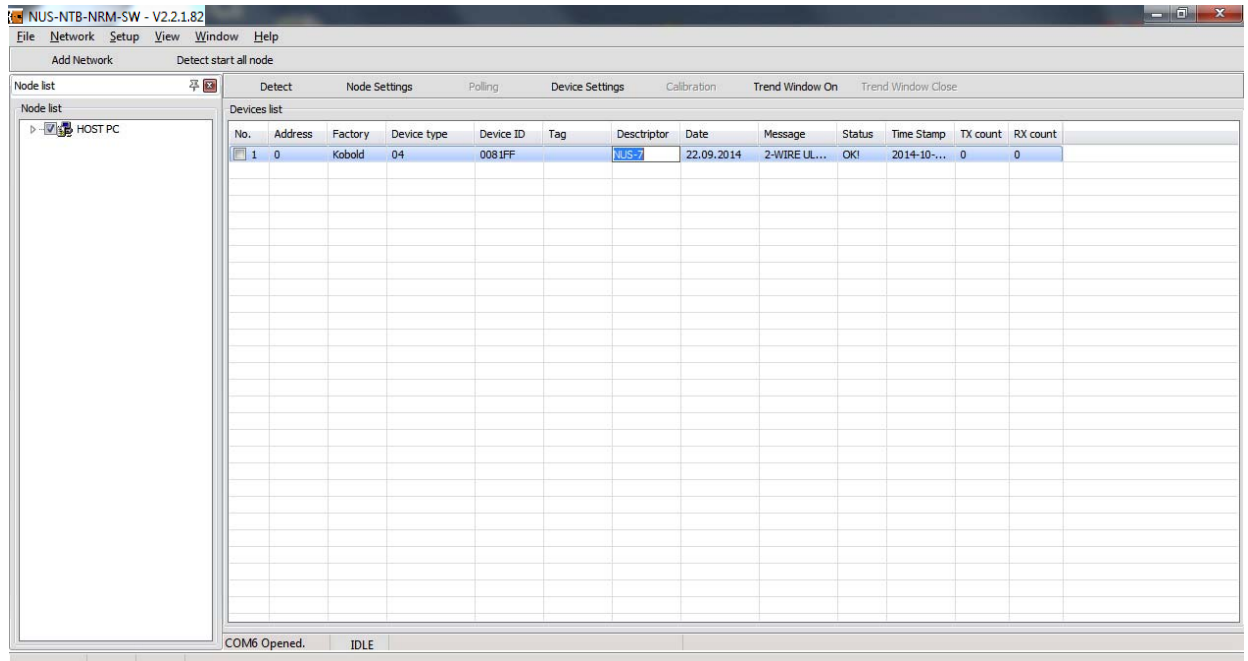 NUS-NTB-NRM-SW - V2.2.1.82
File Network Setup View Window Help
Add Network Detect start all node
Node list
Detect Node Settings Polling Device Settings Calibration Trend Window On Trend Window Close
Node list
HOST PC
Devices list
No. Address Factory Device type Device ID Tag Desctriptor Date Message Status Time Stamp TX count RX count
1 0 Kobold 04 0081FF NUS-7 22.09.2014 2-WIRE UL... OK! 2014-10-... 0 0
COM6 Opened. IDLE